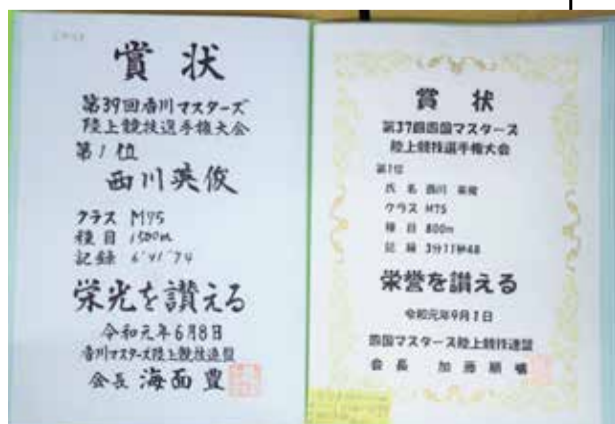 賞状
第39回香川マスターズ
陸上競技選手権大会
第1位
西川英俊
クラス M75
種目 1500m
記録 6'41"74
栄光を讃える
令和元年6月8日
香川マスターズ陸上競技連盟
会長 海面 豊
賞状
第37回四国マスターズ
陸上競技選手権大会
第1位
氏名 西川 英俊
クラス M75
種目 800m
記録 3分11秒48
栄誉を讃える
令和元年9月1日
四国マスターズ陸上競技連盟
会長 加藤 順